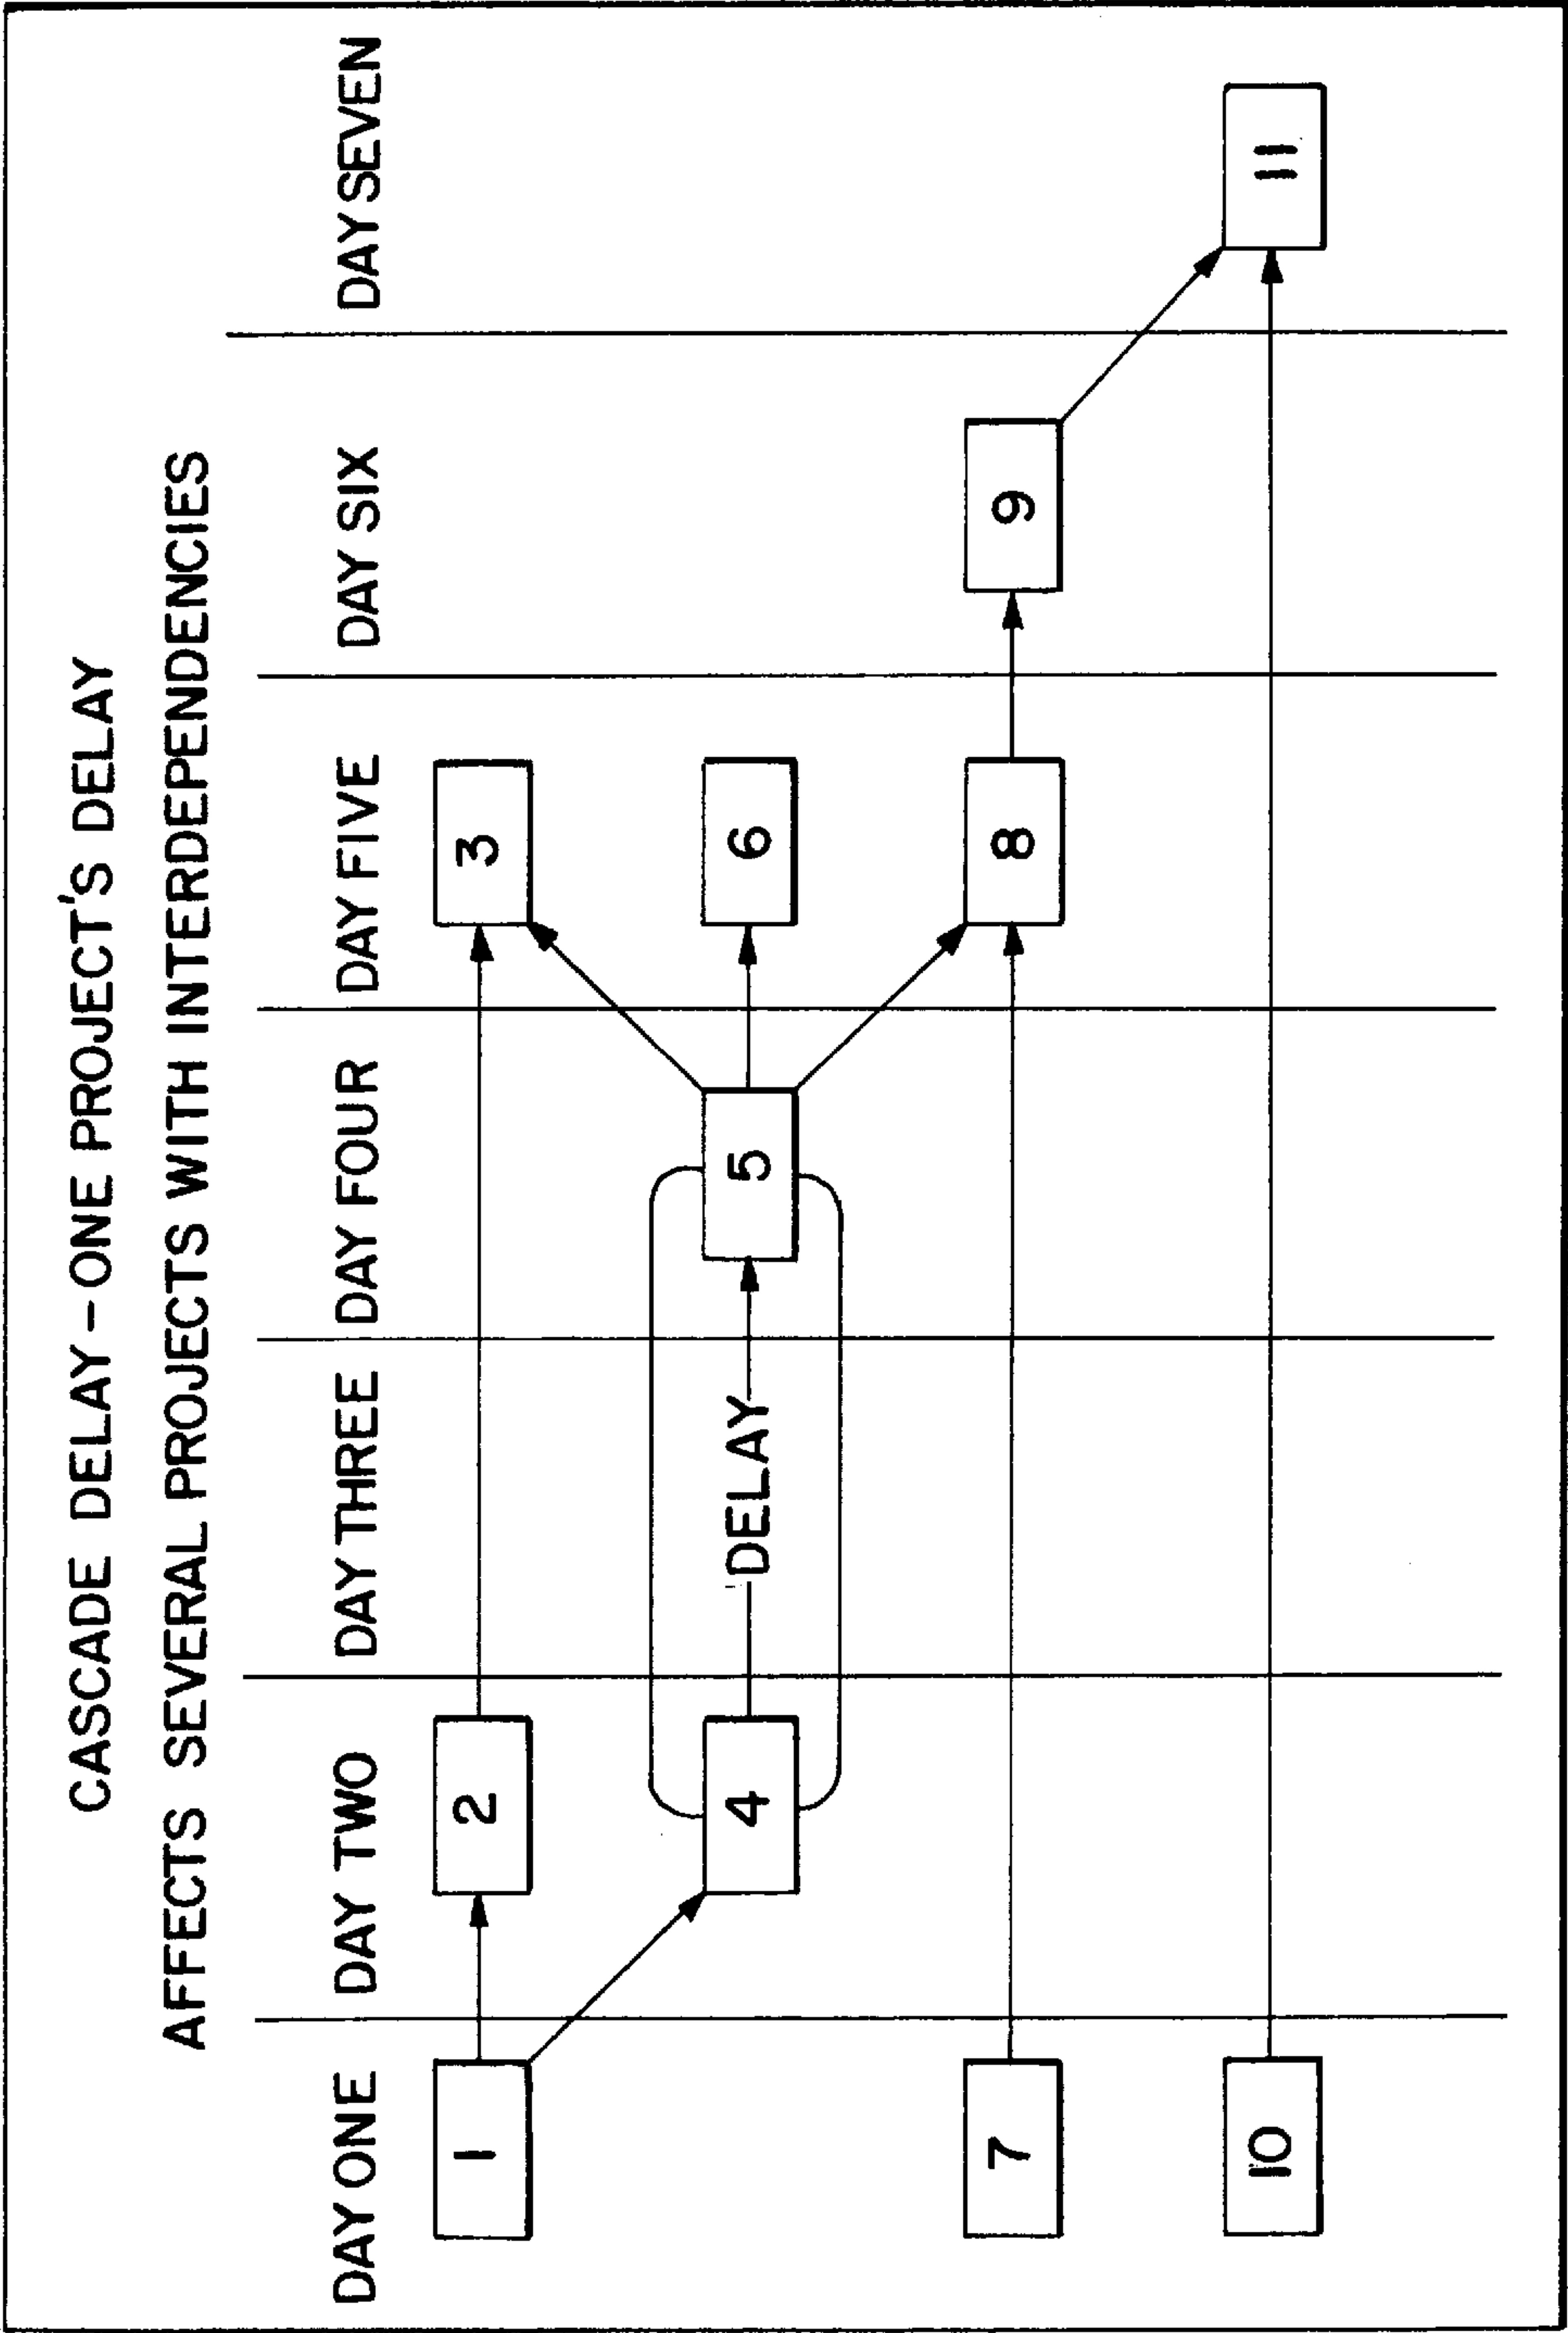 CASCADE DELAY - ONE PROJECT'S DELAY
AFFECTS SEVERAL PROJECTS WITH INTERDEPENDENCIES
DAY ONE DAY TWO DAY THREE DAY FOUR DAY FIVE DAY SIX DAY SEVEN
1 2 3
4 DELAY 5 6
7 8 9
10 11